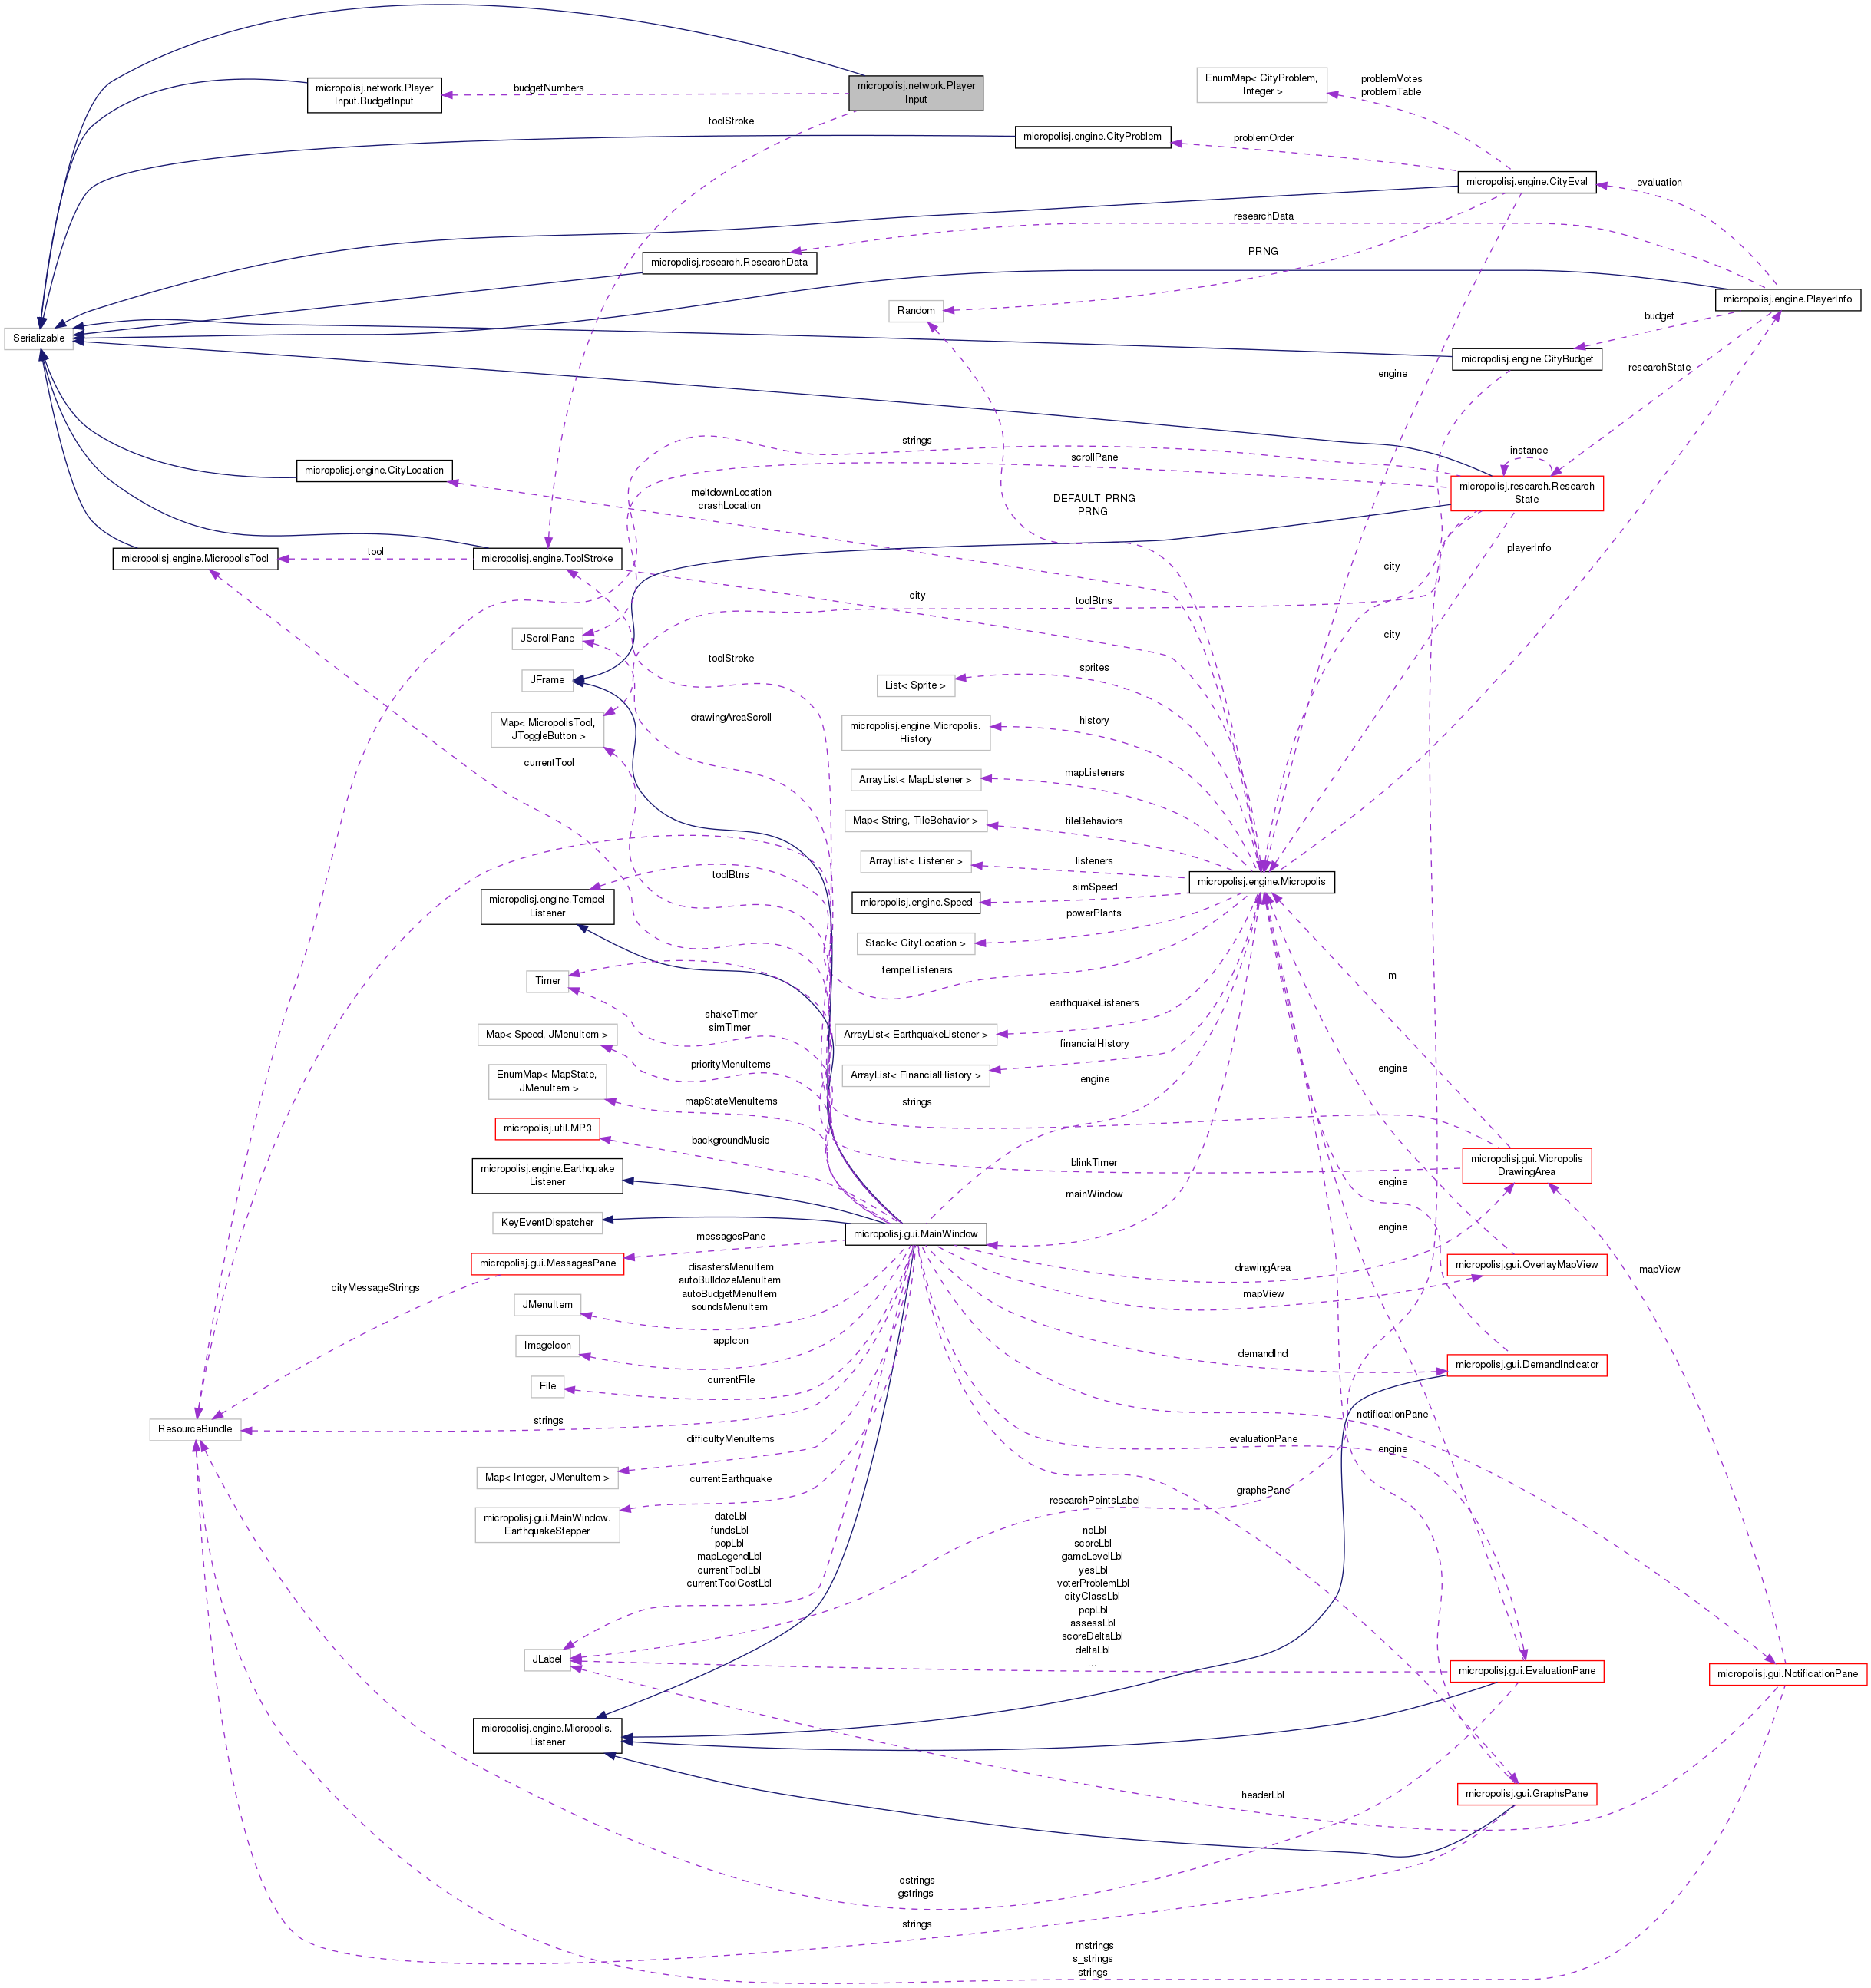 micropolisj.network.Player
Input
micropolisj.network.Player
Input.BudgetInput
budgetNumbers
EnumMap< CityProblem,
Integer >
problemVotes
problemTable
toolStroke
micropolisj.engine.CityProblem
problemOrder
micropolisj.engine.CityEval
evaluation
researchData
PRNG
micropolisj.research.ResearchData
micropolisj.engine.PlayerInfo
Random
budget
Serializable
micropolisj.engine.CityBudget
engine
researchState
strings
instance
scrollPane
micropolisj.engine.CityLocation
meltdownLocation
crashLocation
DEFAULT_PRNG
PRNG
micropolisj.research.Research
State
micropolisj.engine.MicropolisTool
tool
micropolisj.engine.ToolStroke
playerInfo
city
city
toolBtns
JScrollPane
city
toolStroke
sprites
JFrame
List< Sprite >
drawingAreaScroll
Map< MicropolisTool,
JToggleButton >
history
micropolisj.engine.Micropolis.
History
currentTool
mapListeners
ArrayList< MapListener >
tileBehaviors
Map< String, TileBehavior >
listeners
ArrayList< Listener >
toolBtns
micropolisj.engine.Micropolis
simSpeed
micropolisj.engine.Speed
micropolisj.engine.Tempel
Listener
powerPlants
Stack< CityLocation >
tempelListeners
m
Timer
earthquakeListeners
shakeTimer
simTimer
ArrayList< EarthquakeListener >
Map< Speed, JMenuItem >
financialHistory
priorityMenuItems
ArrayList< FinancialHistory >
engine
engine
EnumMap< MapState,
JMenuItem >
mapStateMenuItems
strings
micropolisj.util.MP3
backgroundMusic
blinkTimer
micropolisj.gui.Micropolis
DrawingArea
micropolisj.engine.Earthquake
Listener
engine
mainWindow
KeyEventDispatcher
micropolisj.gui.MainWindow
engine
messagesPane
micropolisj.gui.MessagesPane
disastersMenuItem
autoBulldozeMenuItem
autoBudgetMenuItem
soundsMenuItem
drawingArea
micropolisj.gui.OverlayMapView
mapView
cityMessageStrings
mapView
JMenuItem
appIcon
ImageIcon
demandInd
micropolisj.gui.DemandIndicator
currentFile
File
notificationPane
ResourceBundle
strings
difficultyMenuItems
evaluationPane
engine
Map< Integer, JMenuItem >
currentEarthquake
graphsPane
researchPointsLabel
micropolisj.gui.MainWindow.
EarthquakeStepper
dateLbl
fundsLbl
popLbl
mapLegendLbl
currentToolLbl
currentToolCostLbl
noLbl
scoreLbl
gameLevelLbl
yesLbl
voterProblemLbl
cityClassLbl
popLbl
assessLbl
scoreDeltaLbl
deltaLbl
...
JLabel
micropolisj.gui.EvaluationPane
micropolisj.gui.NotificationPane
micropolisj.engine.Micropolis.
Listener
headerLbl
micropolisj.gui.GraphsPane
cstrings
gstrings
strings
mstrings
s_strings
strings